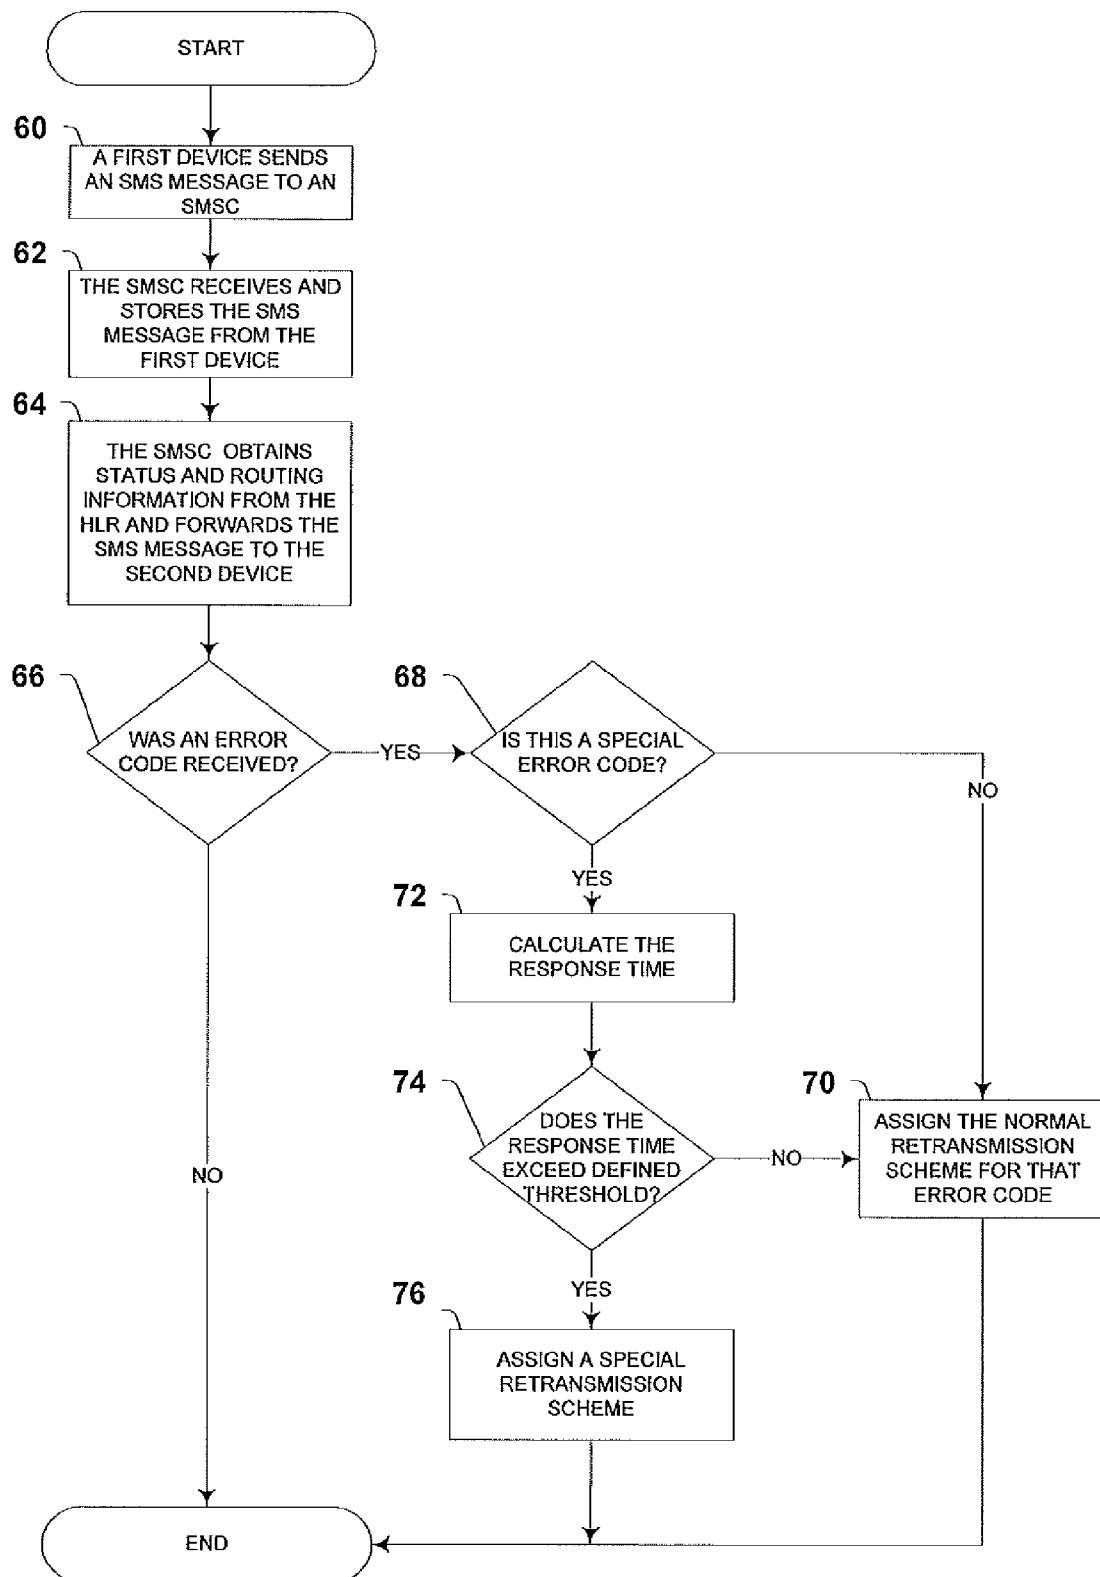 START
60
A FIRST DEVICE SENDS
AN SMS MESSAGE TO AN
SMSC
62
THE SMSC RECEIVES AND
STORES THE SMS
MESSAGE FROM THE
FIRST DEVICE
64
THE SMSC OBTAINS
STATUS AND ROUTING
INFORMATION FROM THE
HLR AND FORWARDS THE
SMS MESSAGE TO THE
SECOND DEVICE
66
WAS AN ERROR
CODE RECEIVED?
YES
68
IS THIS A SPECIAL
ERROR CODE?
NO
YES
72
CALCULATE THE
RESPONSE TIME
74
DOES THE
RESPONSE TIME
EXCEED DEFINED
THRESHOLD?
NO
70
ASSIGN THE NORMAL
RETRANSMISSION
SCHEME FOR THAT
ERROR CODE
NO
YES
76
ASSIGN A SPECIAL
RETRANSMISSION
SCHEME
END